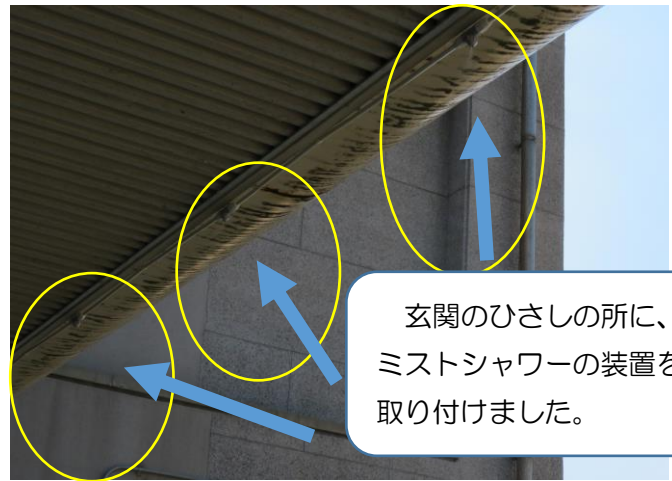 玄関のひさしの所に、
ミストシャワーの装置を
取り付けました。